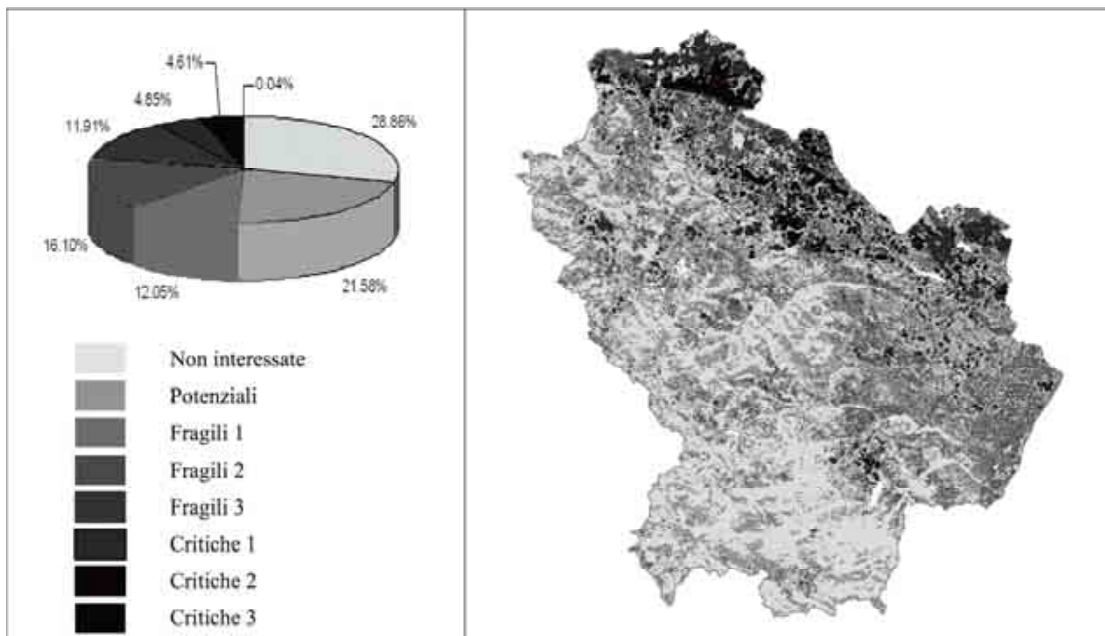 4.61%
0.04%
4.85%
28.86%
11.91%
16.10%
12.05%
21.58%
Non interessate
Potenziali
Fragili 1
Fragili 2
Fragili 3
Critiche 1
Critiche 2
Critiche 3